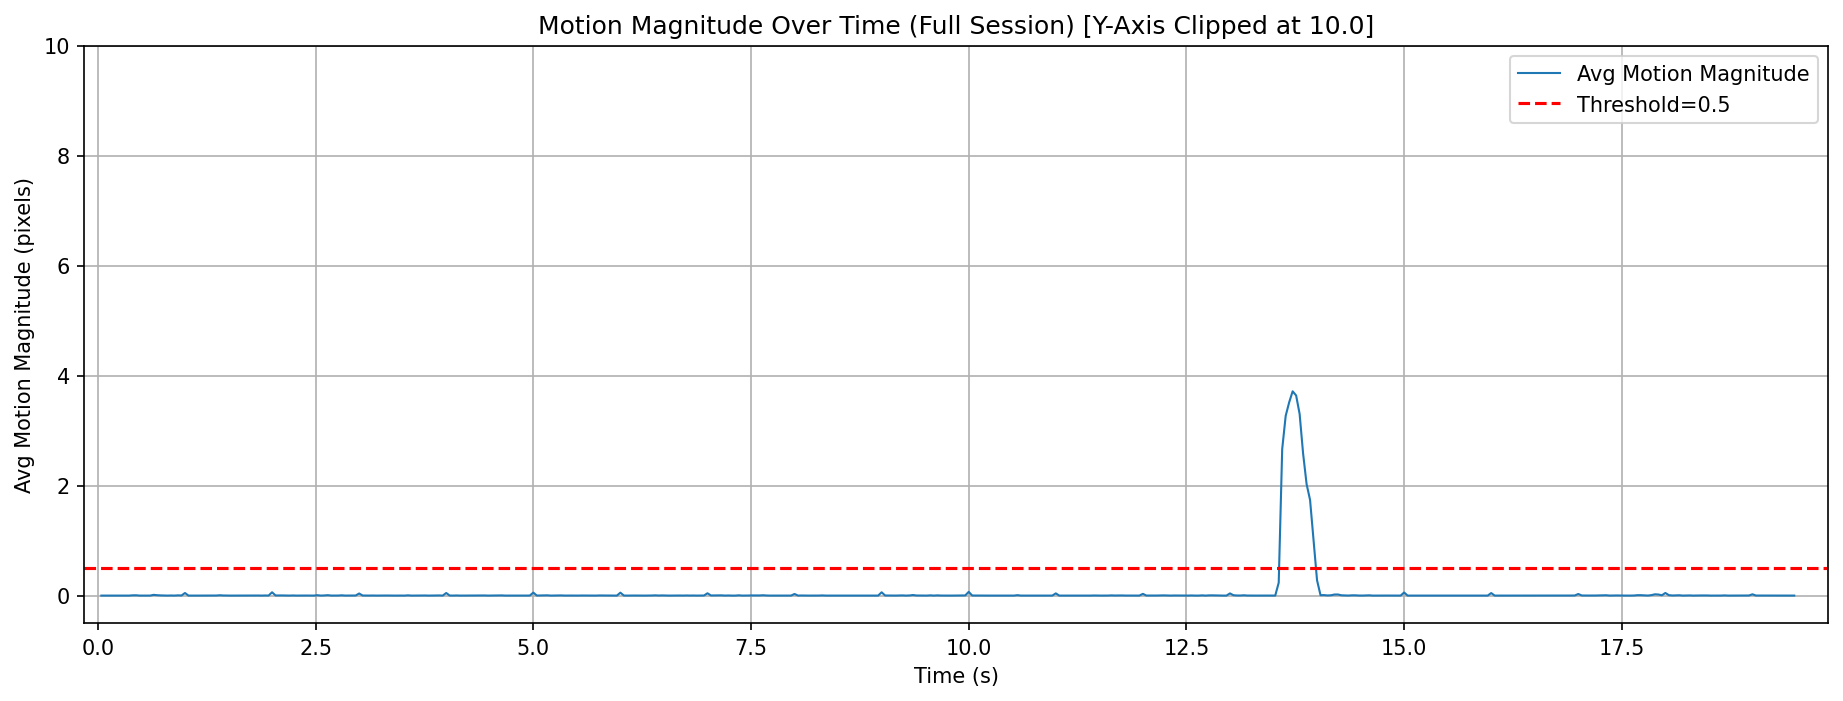 Motion Magnitude Over Time (Full Session) [Y-Axis Clipped at 10.0]
Avg Motion Magnitude
Threshold=0.5
Avg Motion Magnitude (pixels)
10
8
6
4
2
0
0.0 2.5 5.0 7.5 10.0 12.5 15.0 17.5
Time (s)